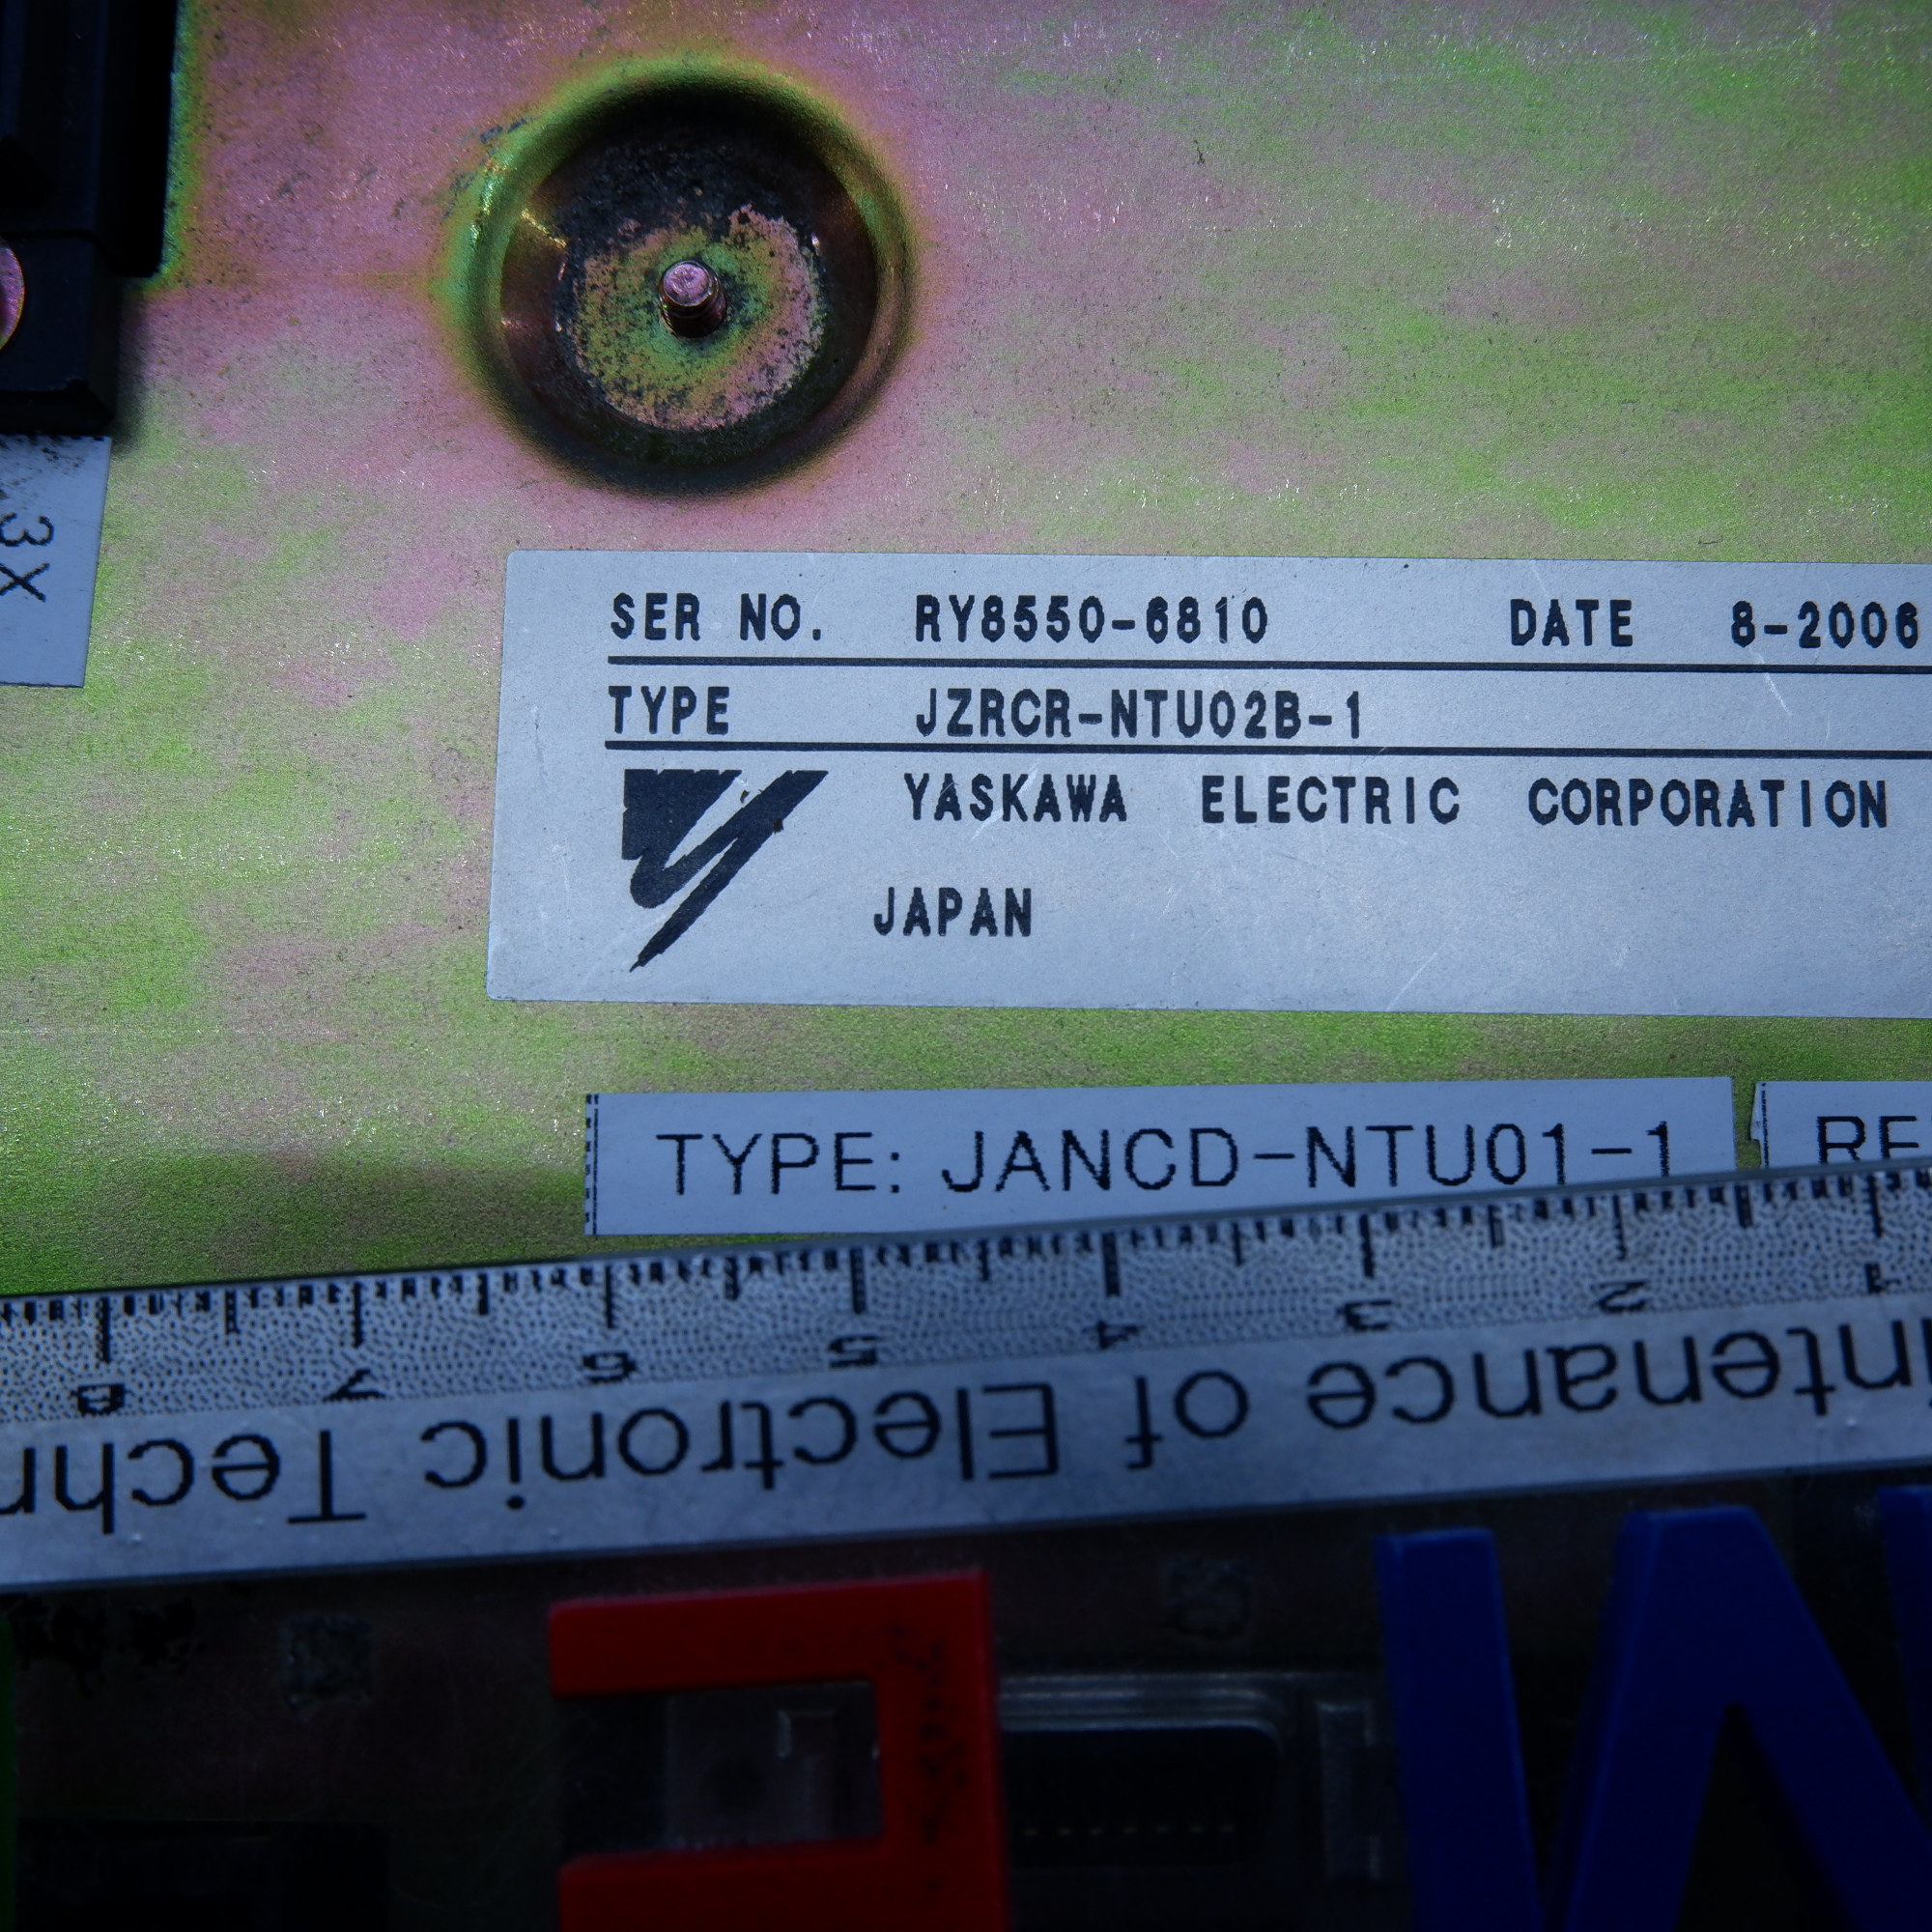 3X
SER NO. RY8550-6810 DATE 8-2006
TYPE JZRCR-NTU02B-1
YASKAWA ELECTRIC CORPORATION
JAPAN
TYPE: JANCD-NTU01-1 RE
8 7 6 5 4 3 2 1
intenance of Electronic Techn